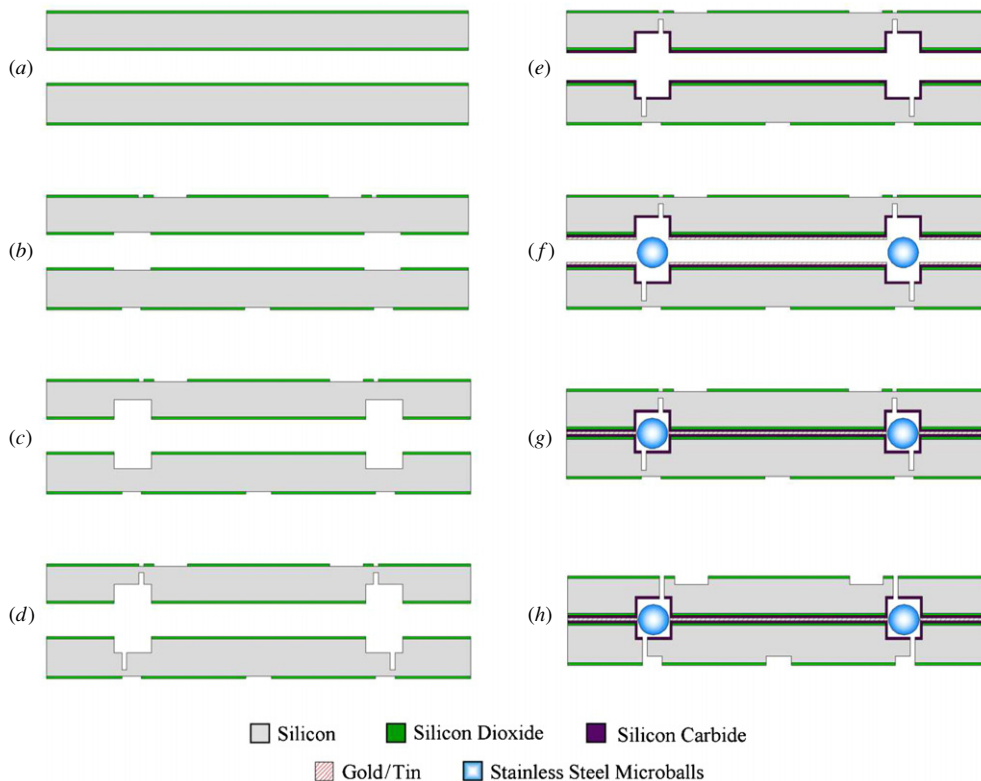 (a)
(b)
(c)
(d)
(e)
(f)
(g)
(h)
Silicon
Silicon Dioxide
Silicon Carbide
Gold/Tin
Stainless Steel Microballs